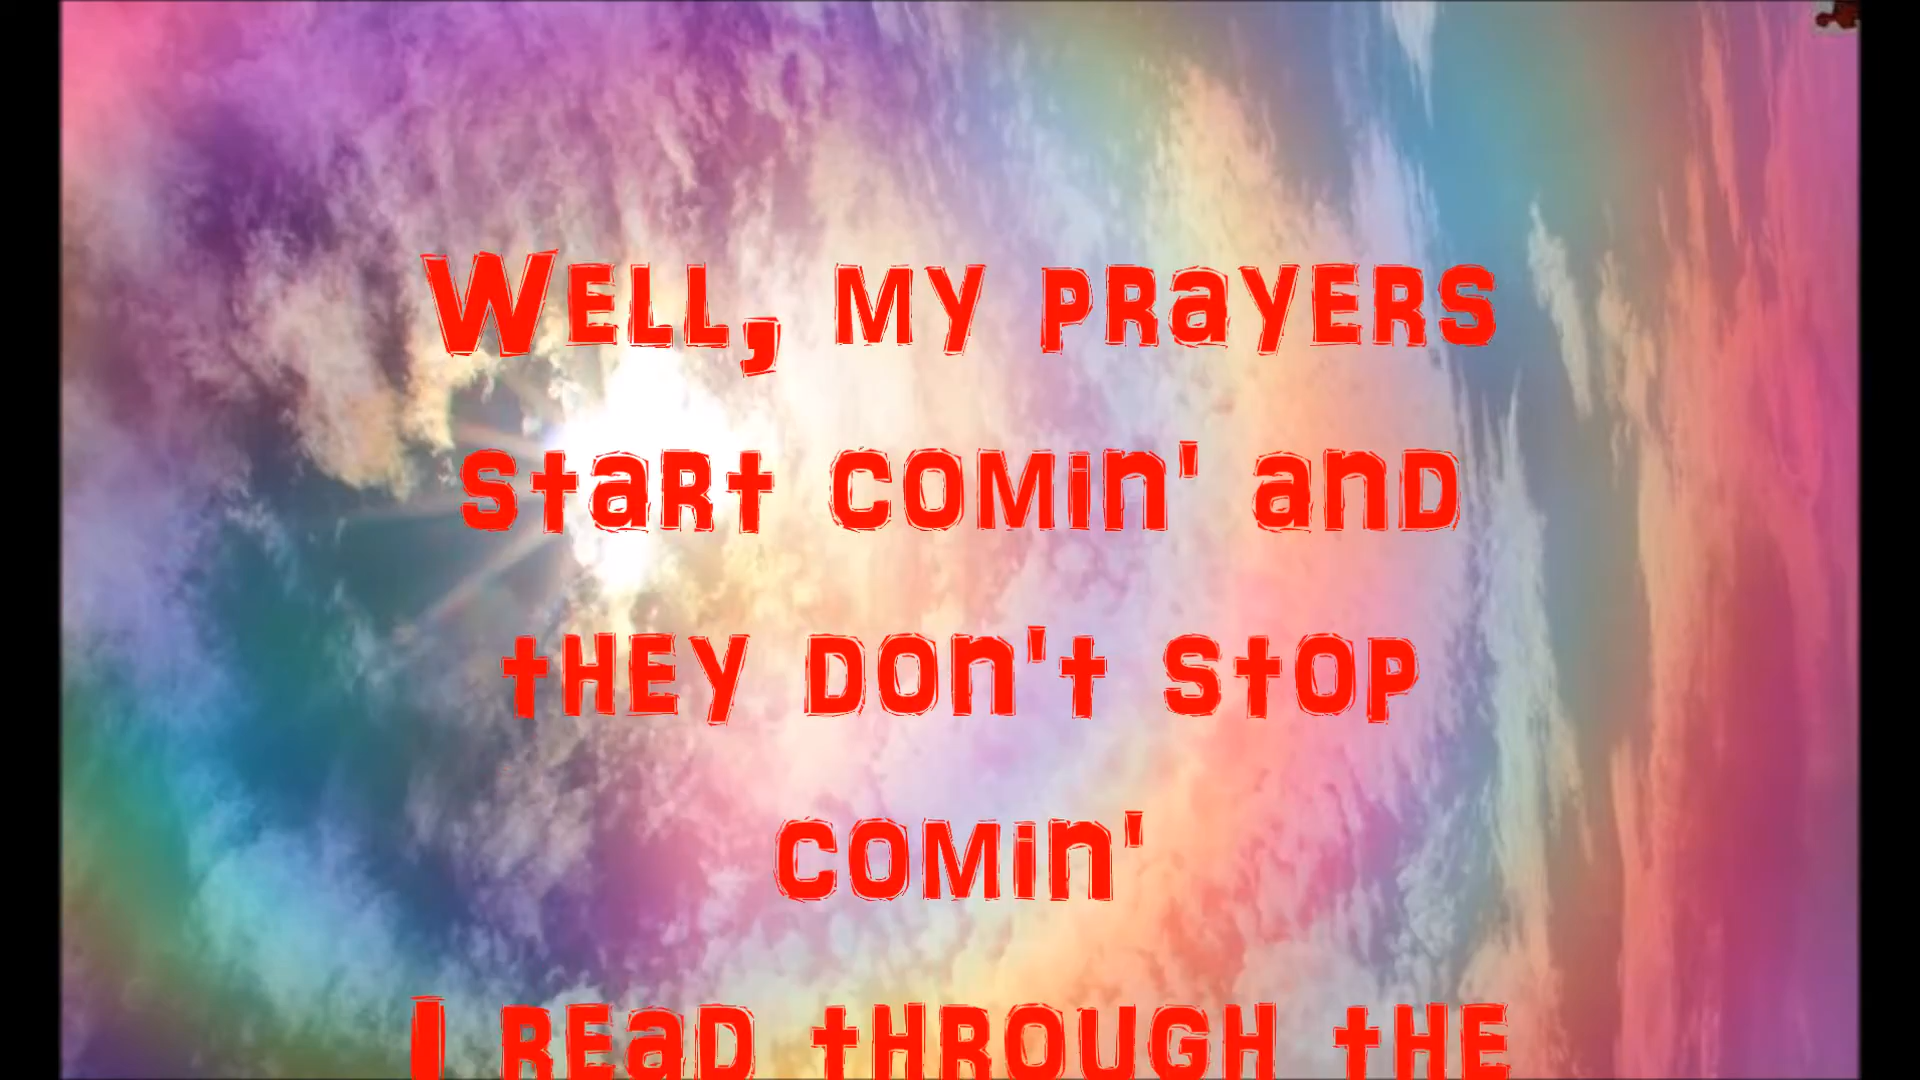 Well, my prayers
start comin' and
they don't stop
comin'
I read through the